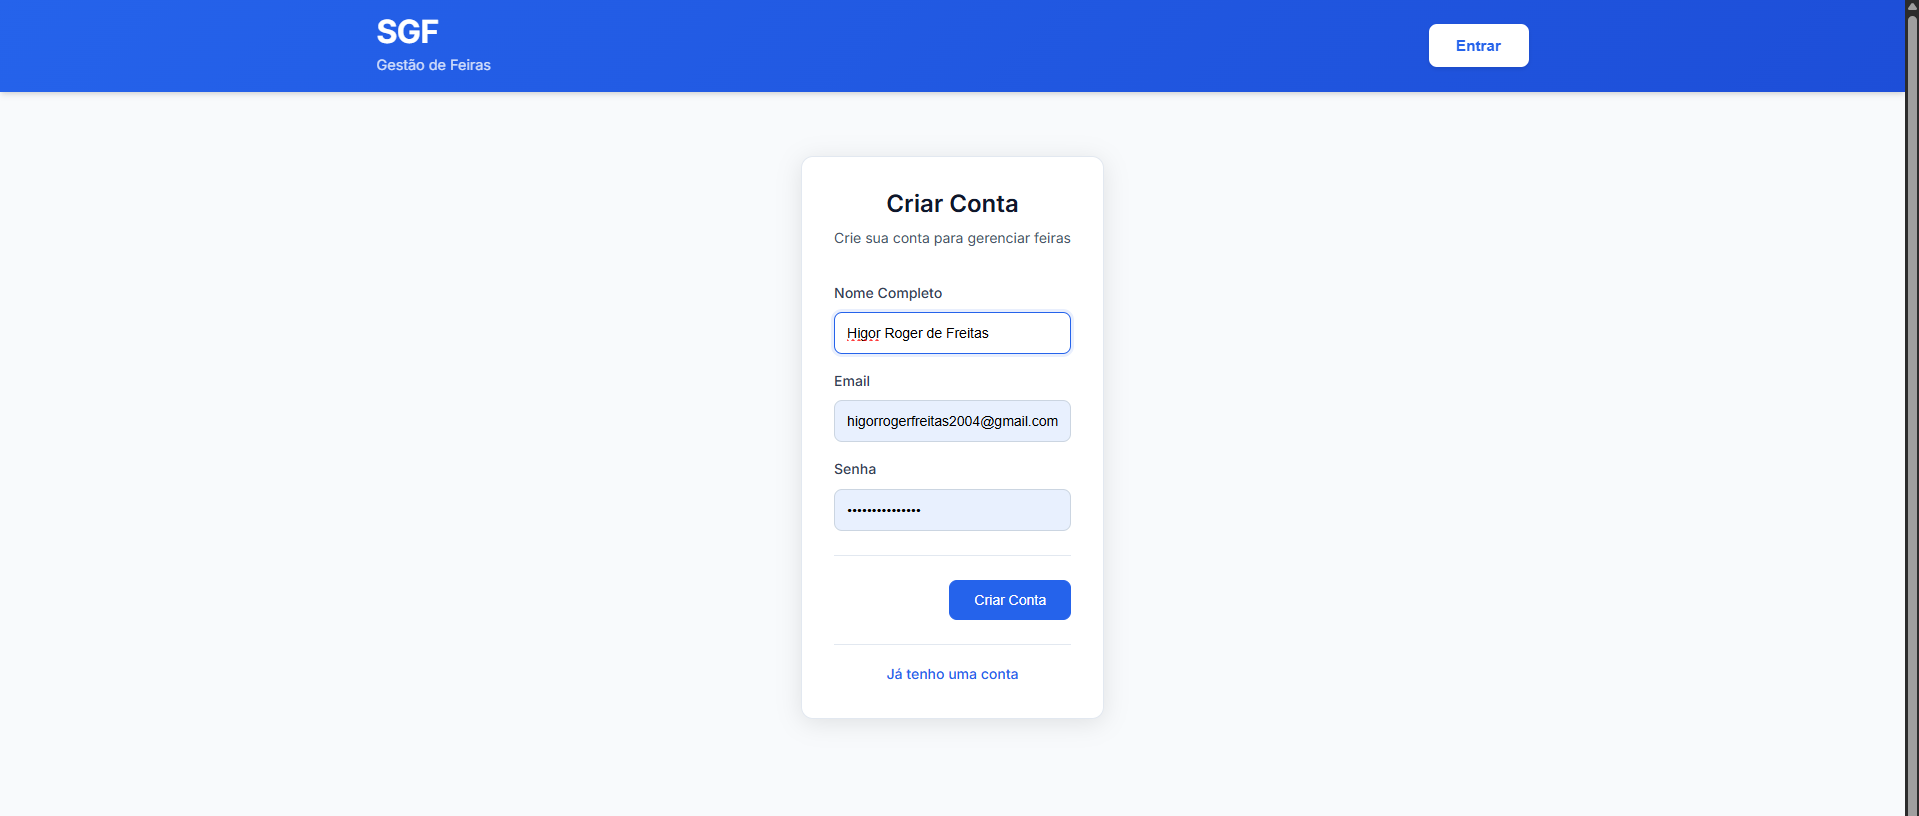 SGF
Gestão de Feiras
Entrar
Criar Conta
Crie sua conta para gerenciar feiras
Nome Completo
Higor Roger de Freitas
Email
higorrogerfreitas2004@gmail.com
Senha
•••••••••••••••
Criar Conta
Já tenho uma conta